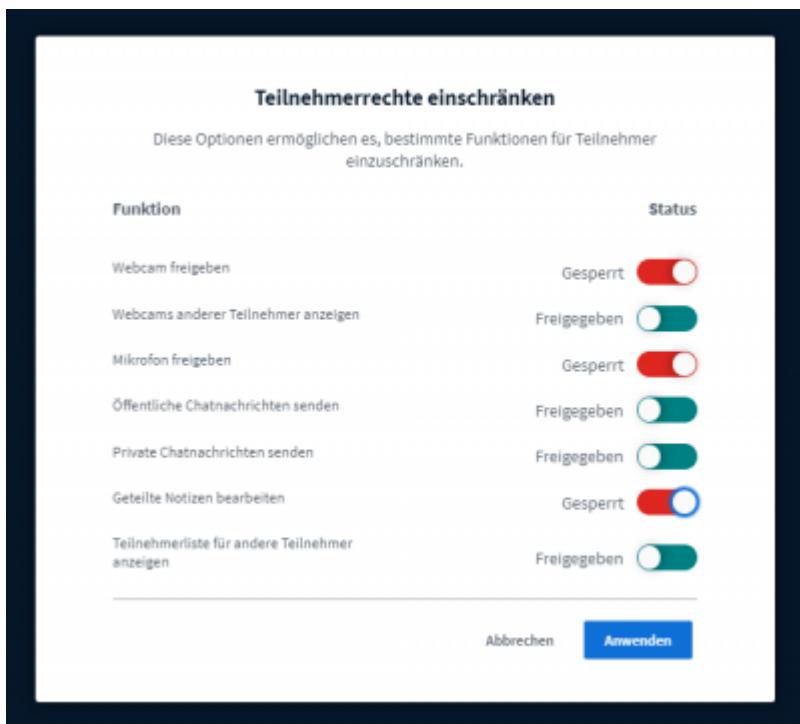 Teilnehmerrechte einschränken
Diese Optionen ermöglichen es, bestimmte Funktionen für Teilnehmer
einzuschränken.
Funktion Status
Webcam freigeben Gesperrt
Webcams anderer Teilnehmer anzeigen Freigegeben
Mikrofon freigeben Gesperrt
Öffentliche Chatnachrichten senden Freigegeben
Private Chatnachrichten senden Freigegeben
Geteilte Notizen bearbeiten Gesperrt
Teilnehmerliste für andere Teilnehmer
anzeigen Freigegeben
Abbrechen Anwenden